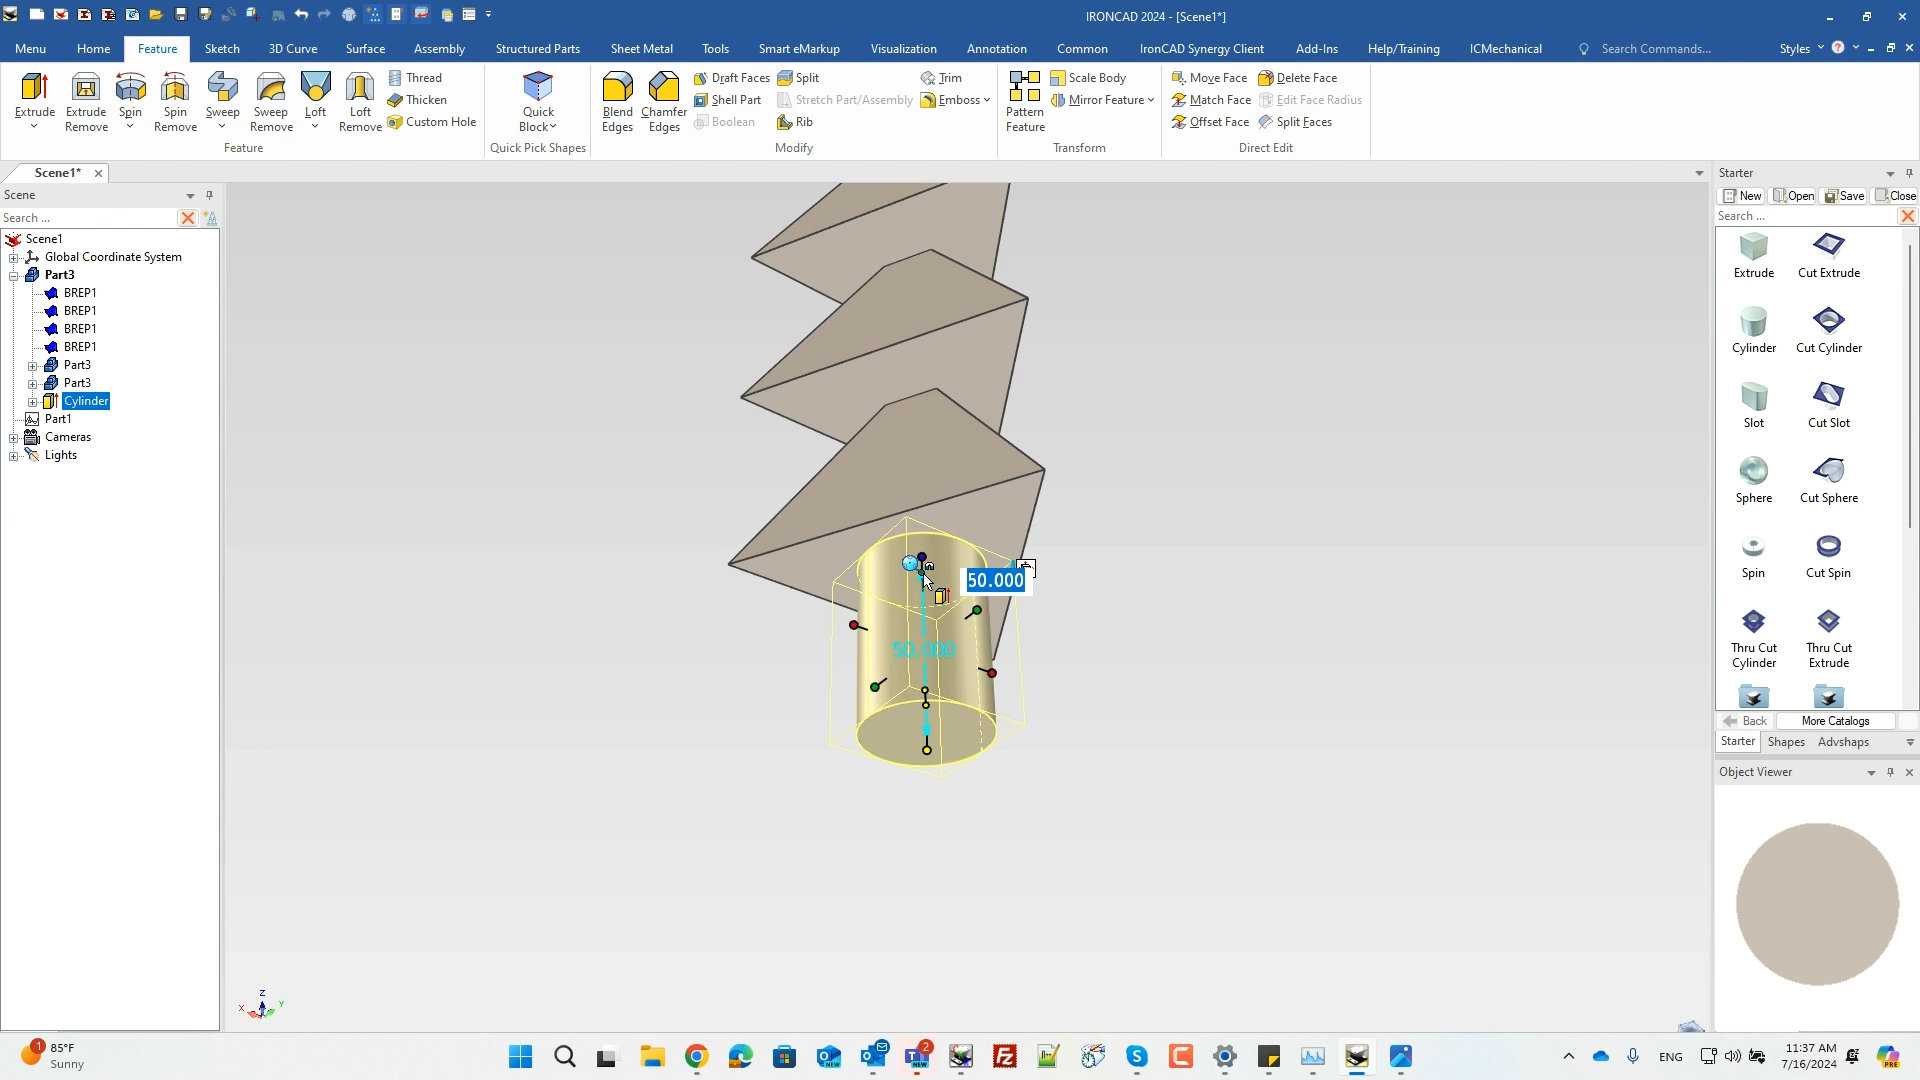 IRONCAD 2024 - [Scene1*]
Menu Home Feature Sketch 3D Curve Surface Assembly Structured Parts Sheet Metal Tools Smart eMarkup Visualization Annotation Common IronCAD Synergy Client Add-Ins Help/Training ICMechanical Search Commands... Styles
Extrude
Extrude Remove
Spin
Spin Remove
Sweep
Sweep Remove
Loft
Loft Remove
Thread
Thicken
Custom Hole
Feature
Quick Block
Quick Pick Shapes
Blend Edges
Chamfer Edges
Draft Faces
Shell Part
Boolean
Split
Stretch Part/Assembly
Rib
Trim
Emboss
Modify
Pattern Feature
Scale Body
Mirror Feature
Transform
Move Face
Match Face
Offset Face
Delete Face
Edit Face Radius
Split Faces
Direct Edit
Scene1*
Scene
Search ...
Scene1
Global Coordinate System
Part3
BREP1
BREP1
BREP1
BREP1
Part3
Part3
Cylinder
Part1
Cameras
Lights
50.000
50.000
Z
X
Y
Starter
New Open Save Close
Search ...
Extrude
Cut Extrude
Cylinder
Cut Cylinder
Slot
Cut Slot
Sphere
Cut Sphere
Spin
Cut Spin
Thru Cut Cylinder
Thru Cut Extrude
Back More Catalogs
Starter Shapes Advshaps
Object Viewer
1
85°F
Sunny
NEW
2
NEW
ENG
11:37 AM
7/16/2024
PRE